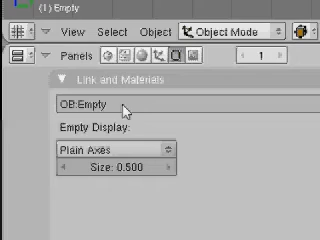 (1) Empty
View Select Object Object Mode
Panels 1
Link and Materials
OB:Empty
Empty Display:
Plain Axes
Size: 0.500